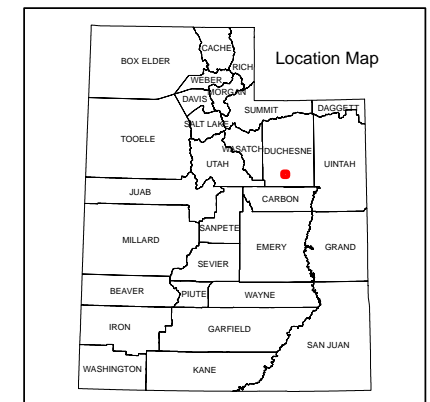 Location Map
CACHE
BOX ELDER
RICH
WEBER
MORGAN
DAVIS
SUMMIT
DAGGETT
SALT LAKE
TOOELE
WASATCH
DUCHESNE
UTAH
UINTAH
JUAB
CARBON
SANPETE
MILLARD
EMERY
GRAND
SEVIER
BEAVER
PIUTE
WAYNE
IRON
GARFIELD
SAN JUAN
WASHINGTON
KANE